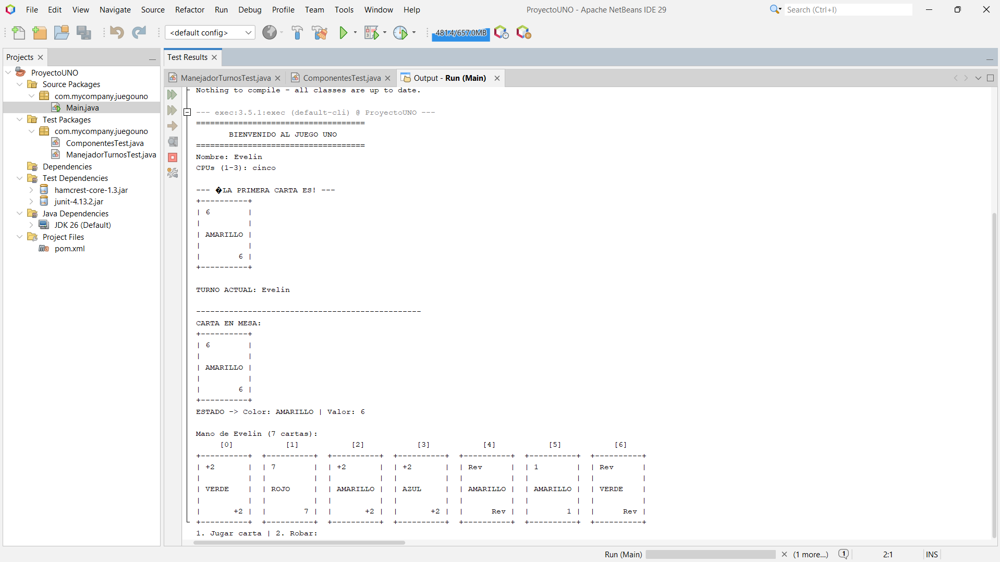 File Edit View Navigate Source Refactor Run Debug Profile Team Tools Window Help
ProyectoUNO - Apache NetBeans IDE 29
Search (Ctrl+I)
<default config>
481.4/657.0MB
Projects
ProyectoUNO
Source Packages
com.mycompany.juegouno
Main.java
Test Packages
com.mycompany.juegouno
ComponentesTest.java
ManejadorTurnosTest.java
Dependencies
Test Dependencies
hamcrest-core-1.3.jar
junit-4.13.2.jar
Java Dependencies
JDK 26 (Default)
Project Files
pom.xml
Test Results
ManejadorTurnosTest.java ComponentesTest.java Output - Run (Main)
Nothing to compile - all classes are up to date.
--- exec:3.5.1:exec (default-cli) @ ProyectoUNO ---
====================================
BIENVENIDO AL JUEGO UNO
====================================
Nombre: Evelin
CPUs (1-3): cinco
--- �LA PRIMERA CARTA ES! ---
+----------+
| 6        |
|          |
| AMARILLO |
|          |
|        6 |
+----------+
TURNO ACTUAL: Evelin
------------------------------------------------
CARTA EN MESA:
+----------+
| 6        |
|          |
| AMARILLO |
|          |
|        6 |
+----------+
ESTADO -> Color: AMARILLO | Valor: 6
Mano de Evelin (7 cartas):
     [0]           [1]           [2]           [3]           [4]           [5]           [6]
+----------+  +----------+  +----------+  +----------+  +----------+  +----------+  +----------+
| +2       |  | 7        |  | +2       |  | +2       |  | Rev      |  | 1        |  | Rev      |
|          |  |          |  |          |  |          |  |          |  |          |  |          |
| VERDE    |  | ROJO     |  | AMARILLO |  | AZUL     |  | AMARILLO |  | AMARILLO |  | VERDE    |
|          |  |          |  |          |  |          |  |          |  |          |  |          |
|       +2 |  |        7 |  |       +2 |  |       +2 |  |      Rev |  |        1 |  |      Rev |
+----------+  +----------+  +----------+  +----------+  +----------+  +----------+  +----------+
1. Jugar carta | 2. Robar:
Run (Main) (1 more...) 1 2:1 INS